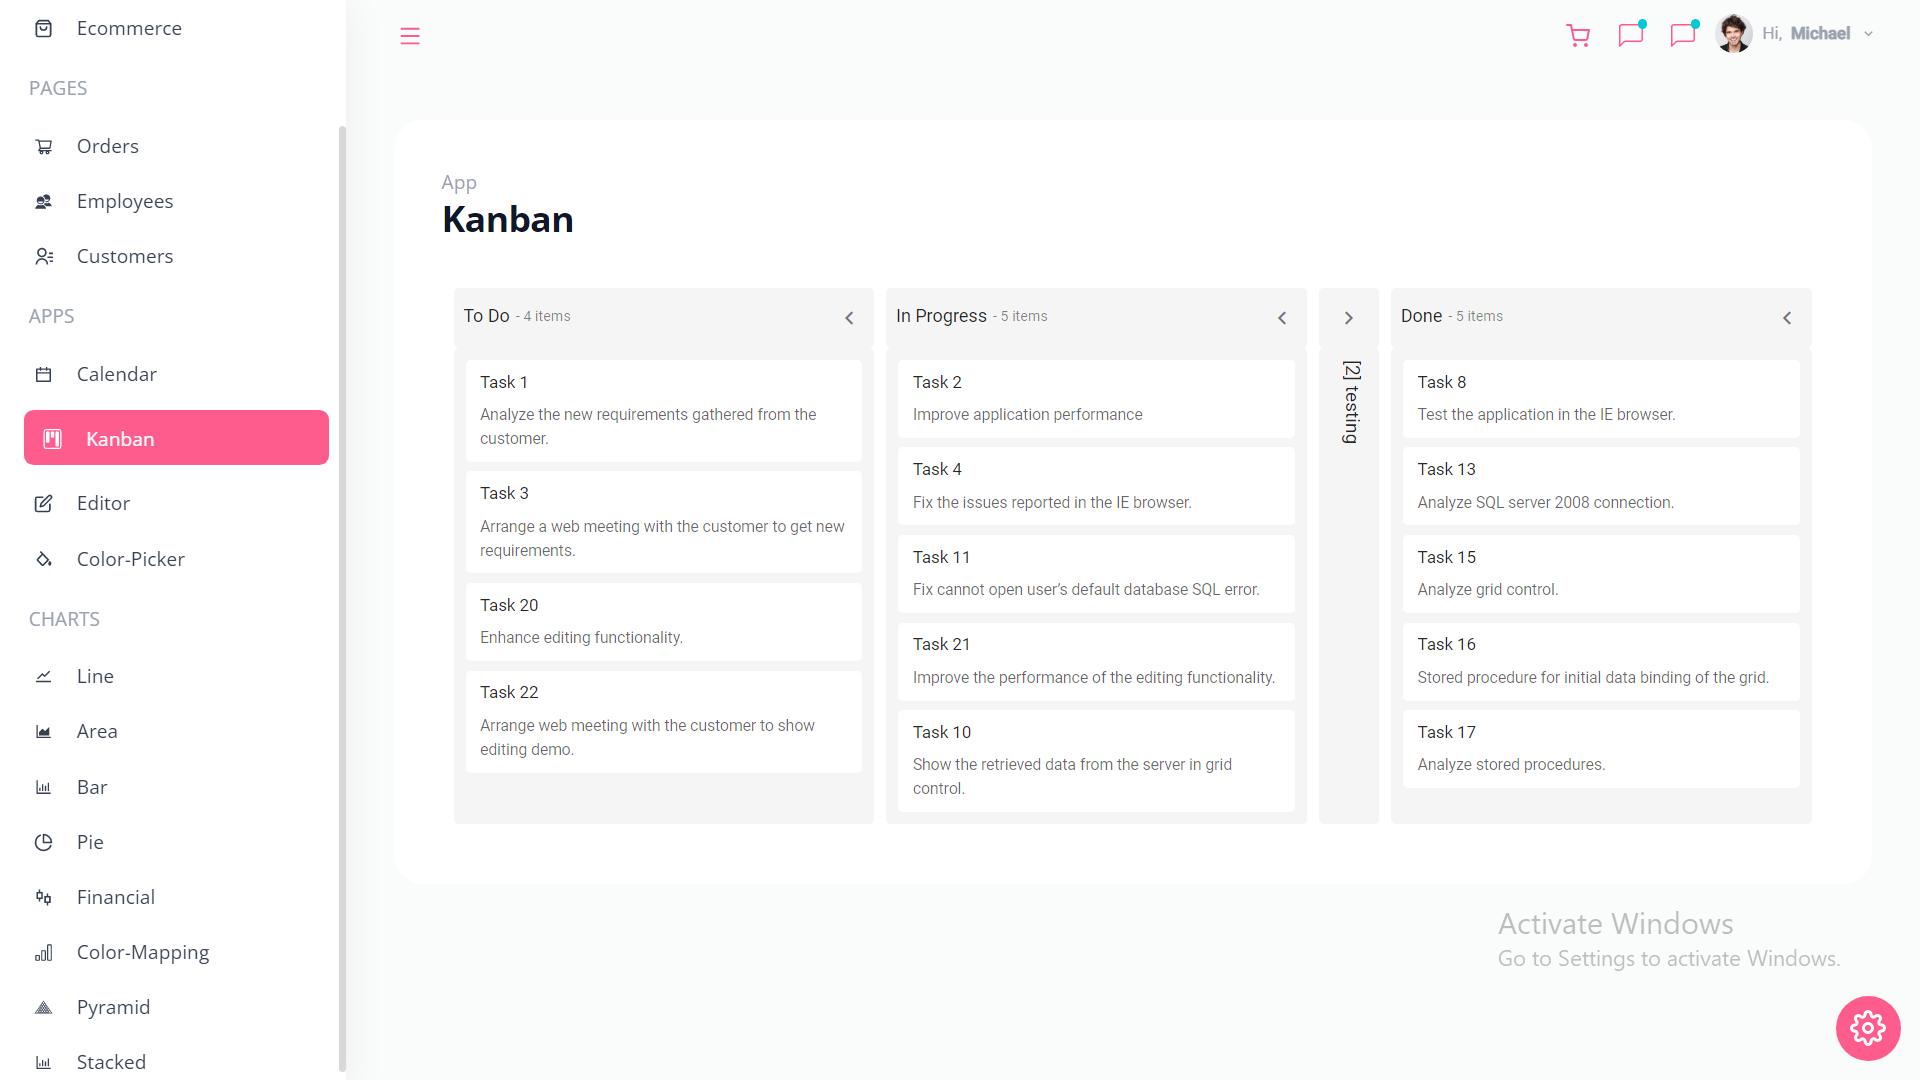 Ecommerce
PAGES
Orders
Employees
Customers
APPS
Calendar
Kanban
Editor
Color-Picker
CHARTS
Line
Area
Bar
Pie
Financial
Color-Mapping
Pyramid
Stacked
Hi, Michael
App
Kanban
To Do - 4 items
Task 1
Analyze the new requirements gathered from the
customer.
Task 3
Arrange a web meeting with the customer to get new
requirements.
Task 20
Enhance editing functionality.
Task 22
Arrange web meeting with the customer to show
editing demo.
In Progress - 5 items
Task 2
Improve application performance
Task 4
Fix the issues reported in the IE browser.
Task 11
Fix cannot open user’s default database SQL error.
Task 21
Improve the performance of the editing functionality.
Task 10
Show the retrieved data from the server in grid
control.
[2] testing
Done - 5 items
Task 8
Test the application in the IE browser.
Task 13
Analyze SQL server 2008 connection.
Task 15
Analyze grid control.
Task 16
Stored procedure for initial data binding of the grid.
Task 17
Analyze stored procedures.
Activate Windows
Go to Settings to activate Windows.